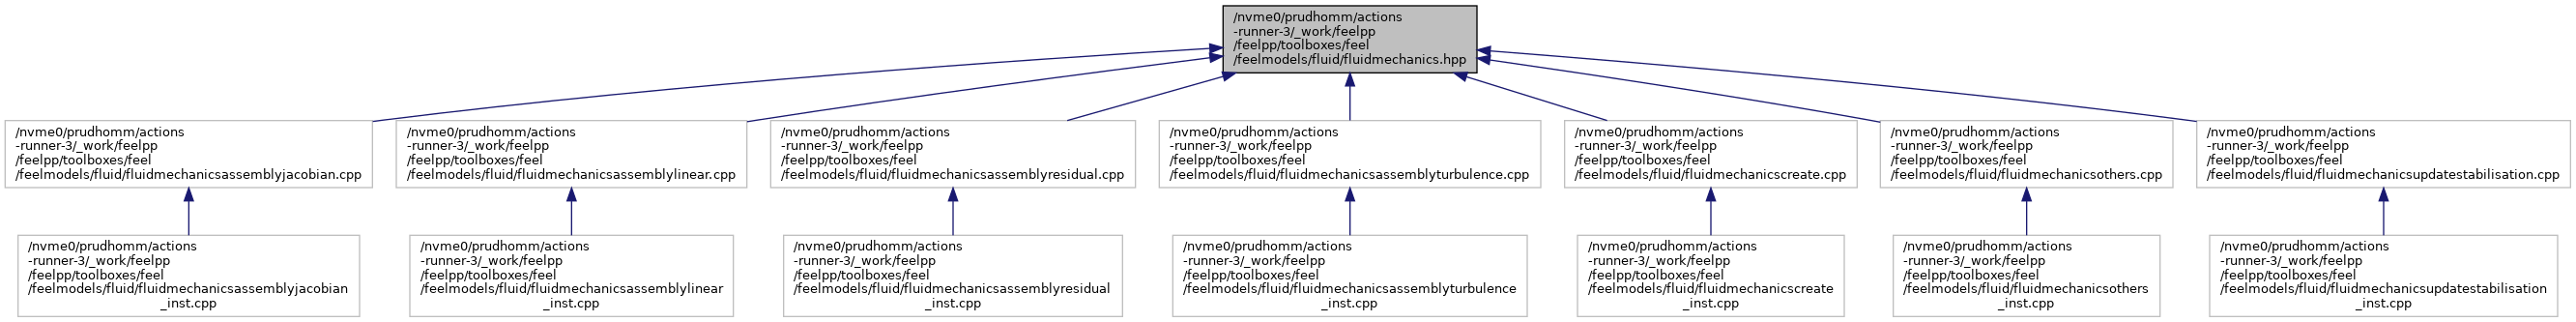 /nvme0/prudhomm/actions
-runner-3/_work/feelpp
/feelpp/toolboxes/feel
/feelmodels/fluid/fluidmechanics.hpp
/nvme0/prudhomm/actions
-runner-3/_work/feelpp
/feelpp/toolboxes/feel
/feelmodels/fluid/fluidmechanicsassemblyjacobian.cpp
/nvme0/prudhomm/actions
-runner-3/_work/feelpp
/feelpp/toolboxes/feel
/feelmodels/fluid/fluidmechanicsassemblylinear.cpp
/nvme0/prudhomm/actions
-runner-3/_work/feelpp
/feelpp/toolboxes/feel
/feelmodels/fluid/fluidmechanicsassemblyresidual.cpp
/nvme0/prudhomm/actions
-runner-3/_work/feelpp
/feelpp/toolboxes/feel
/feelmodels/fluid/fluidmechanicsassemblyturbulence.cpp
/nvme0/prudhomm/actions
-runner-3/_work/feelpp
/feelpp/toolboxes/feel
/feelmodels/fluid/fluidmechanicscreate.cpp
/nvme0/prudhomm/actions
-runner-3/_work/feelpp
/feelpp/toolboxes/feel
/feelmodels/fluid/fluidmechanicsothers.cpp
/nvme0/prudhomm/actions
-runner-3/_work/feelpp
/feelpp/toolboxes/feel
/feelmodels/fluid/fluidmechanicsupdatestabilisation.cpp
/nvme0/prudhomm/actions
-runner-3/_work/feelpp
/feelpp/toolboxes/feel
/feelmodels/fluid/fluidmechanicsassemblyjacobian
_inst.cpp
/nvme0/prudhomm/actions
-runner-3/_work/feelpp
/feelpp/toolboxes/feel
/feelmodels/fluid/fluidmechanicsassemblylinear
_inst.cpp
/nvme0/prudhomm/actions
-runner-3/_work/feelpp
/feelpp/toolboxes/feel
/feelmodels/fluid/fluidmechanicsassemblyresidual
_inst.cpp
/nvme0/prudhomm/actions
-runner-3/_work/feelpp
/feelpp/toolboxes/feel
/feelmodels/fluid/fluidmechanicsassemblyturbulence
_inst.cpp
/nvme0/prudhomm/actions
-runner-3/_work/feelpp
/feelpp/toolboxes/feel
/feelmodels/fluid/fluidmechanicscreate
_inst.cpp
/nvme0/prudhomm/actions
-runner-3/_work/feelpp
/feelpp/toolboxes/feel
/feelmodels/fluid/fluidmechanicsothers
_inst.cpp
/nvme0/prudhomm/actions
-runner-3/_work/feelpp
/feelpp/toolboxes/feel
/feelmodels/fluid/fluidmechanicsupdatestabilisation
_inst.cpp